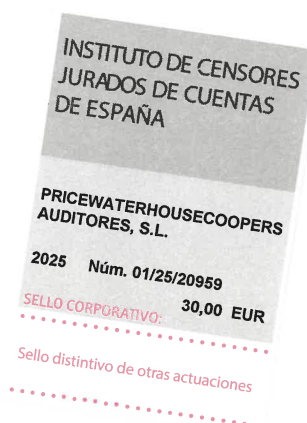 INSTITUTO DE CENSORES
JURADOS DE CUENTAS
DE ESPAÑA
PRICEWATERHOUSECOOPERS
AUDITORES, S.L.
2025 Núm. 01/25/20959
SELLO CORPORATIVO: 30,00 EUR
Sello distintivo de otras actuaciones